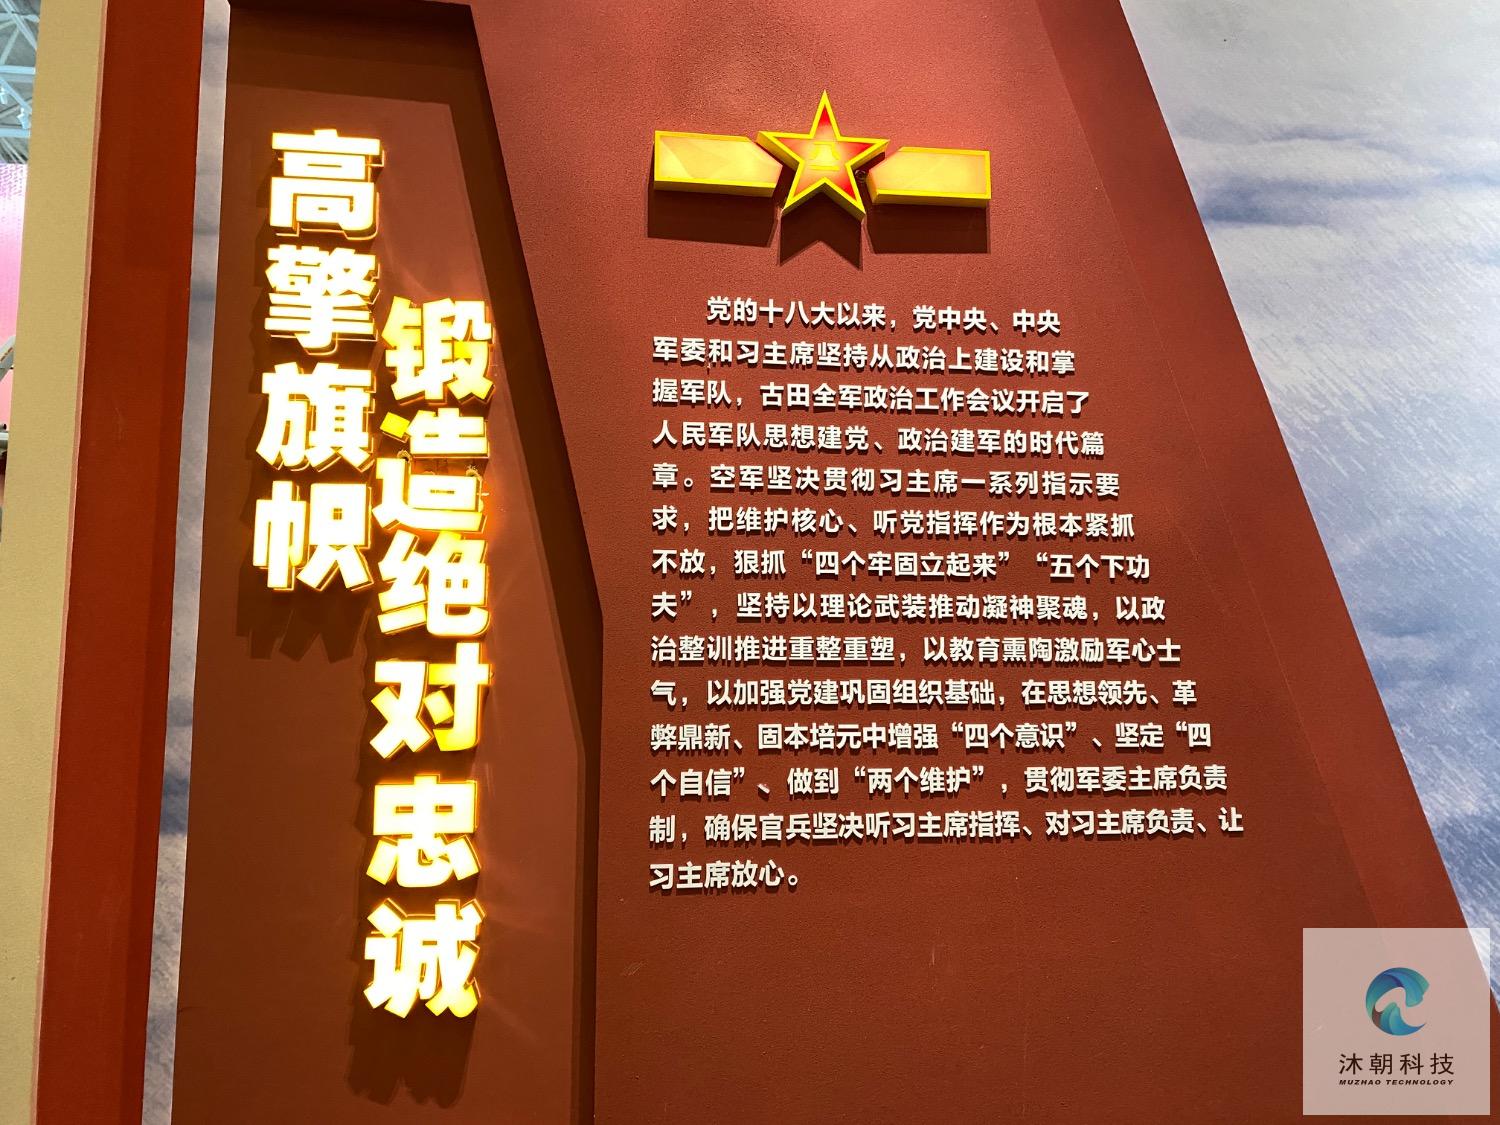 高擎旗帜
锻造绝对忠诚
八一
党的十八大以来，党中央、中央
军委和习主席坚持从政治上建设和掌
握军队，古田全军政治工作会议开启了
人民军队思想建党、政治建军的时代篇
章。空军坚决贯彻习主席一系列指示要
求，把维护核心、听党指挥作为根本紧抓
不放，狠抓“四个牢固立起来”“五个下功
夫”，坚持以理论武装推动凝神聚魂，以政
治整训推进重整重塑，以教育熏陶激励军心士
气，以加强党建巩固组织基础，在思想领先、革
弊鼎新、固本培元中增强“四个意识”、坚定“四
个自信”、做到“两个维护”，贯彻军委主席负责
制，确保官兵坚决听习主席指挥、对习主席负责、让
习主席放心。
沐朝科技
MUZHAO TECHNOLOGY